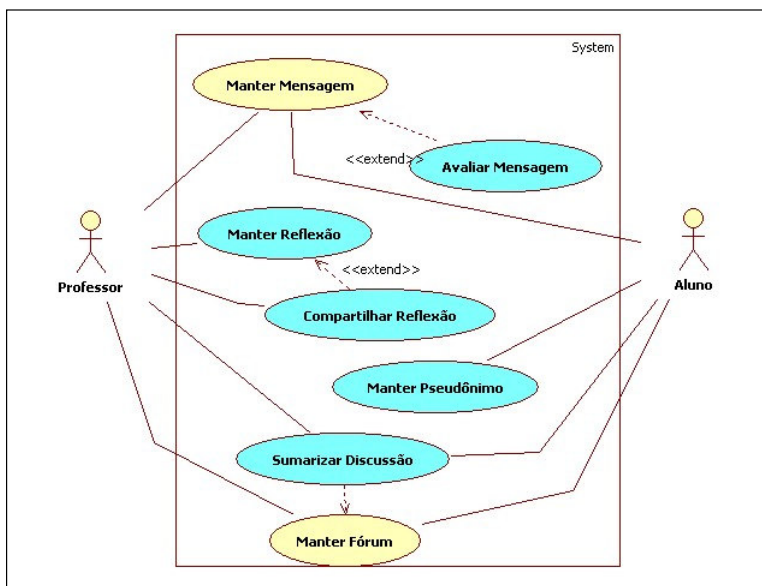 System
Manter Mensagem
<<extend>>
Avaliar Mensagem
Manter Reflexão
<<extend>>
Professor
Aluno
Compartilhar Reflexão
Manter Pseudônimo
Sumarizar Discussão
Manter Fórum